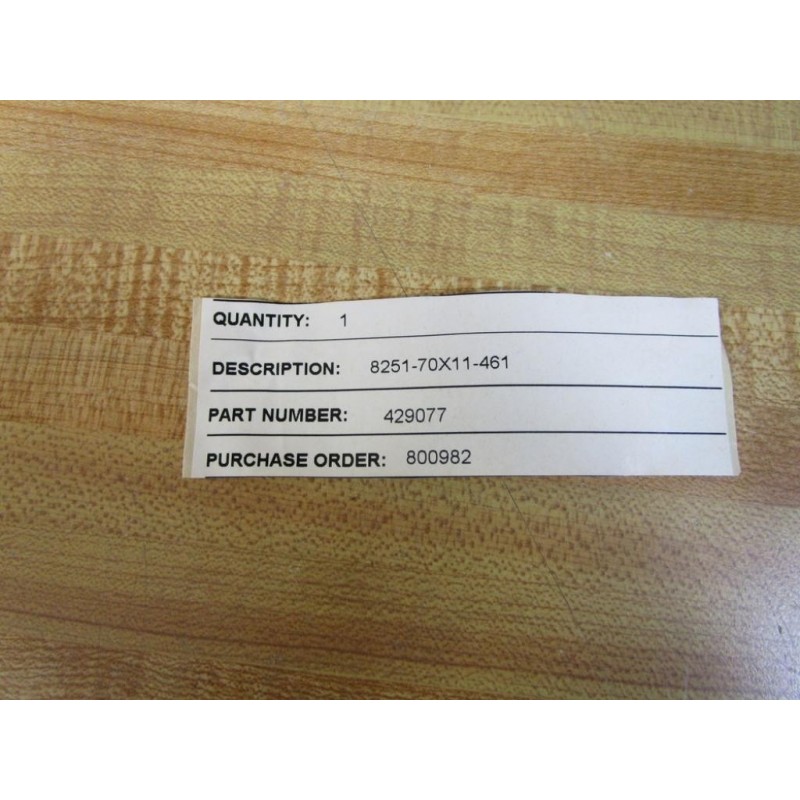 QUANTITY: 1
DESCRIPTION: 8251-70X11-461
PART NUMBER: 429077
PURCHASE ORDER: 800982